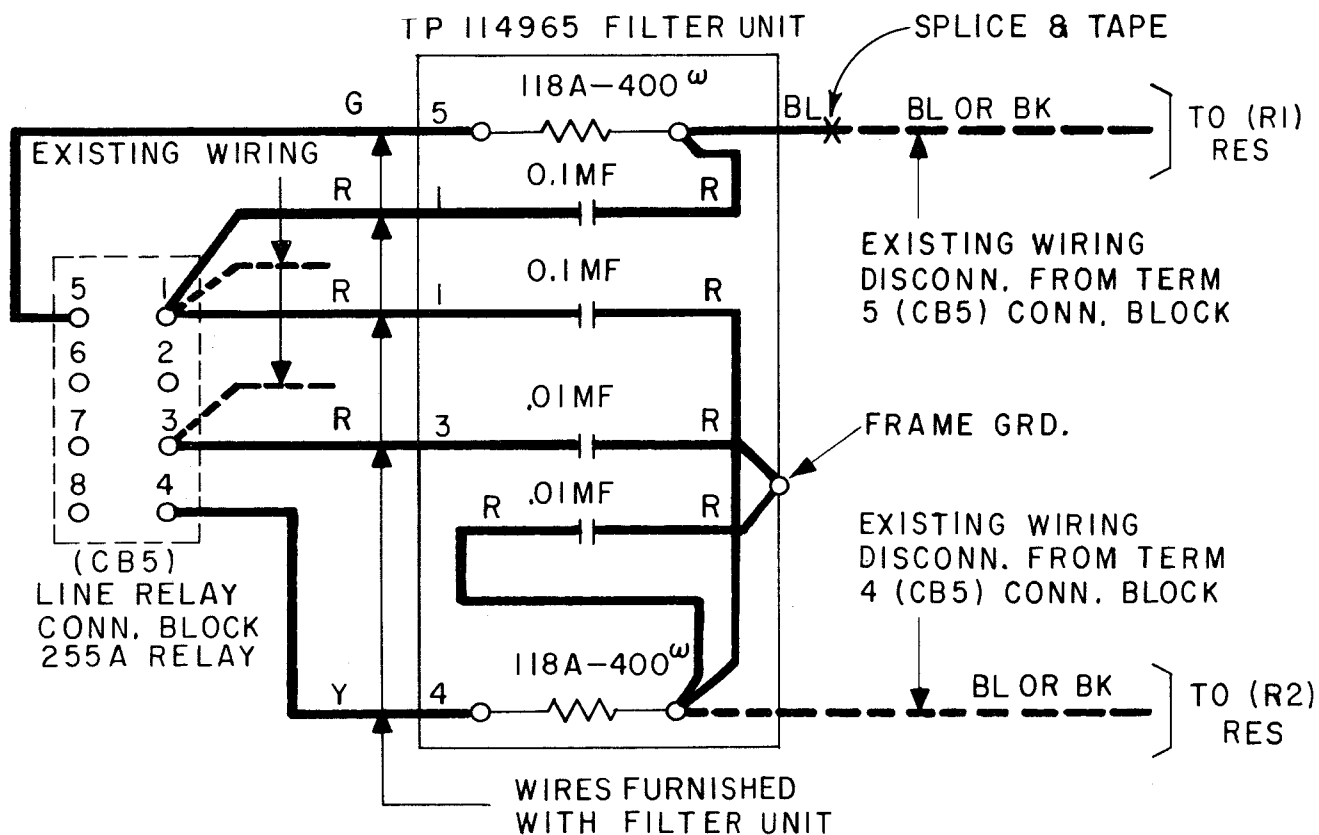 TP 114965 FILTER UNIT
SPLICE & TAPE
118A-400 ω
G
5
BL
BL OR BK
TO (R1)
RES
EXISTING WIRING
0.1MF
R
1
R
EXISTING WIRING
DISCONN. FROM TERM
5 (CB5) CONN. BLOCK
0.1MF
R
1
R
5
1
6
2
7
3
8
4
.01MF
R
3
R
FRAME GRD.
.01MF
R
R
EXISTING WIRING
DISCONN. FROM TERM
4 (CB5) CONN. BLOCK
(CB5)
LINE RELAY
CONN. BLOCK
255A RELAY
118A-400 ω
Y
4
BL OR BK
TO (R2)
RES
WIRES FURNISHED
WITH FILTER UNIT